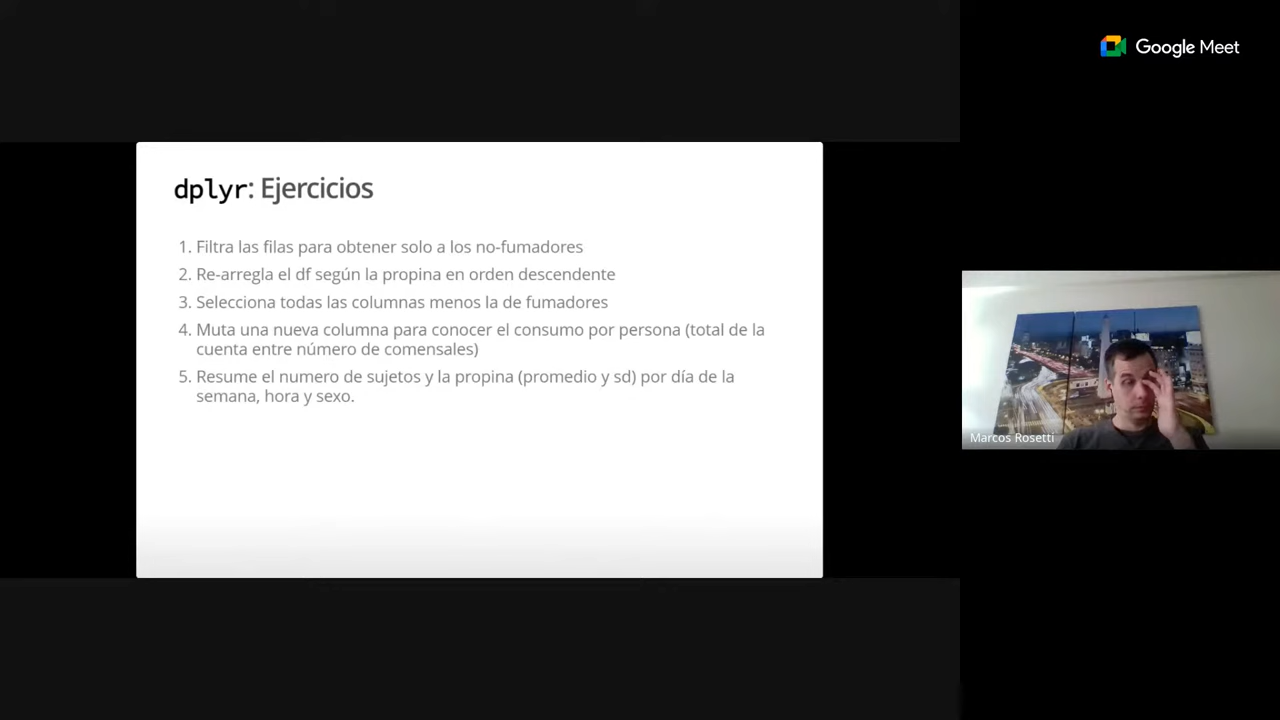 Google Meet
dplyr: Ejercicios
1. Filtra las filas para obtener solo a los no-fumadores
2. Re-arregla el df según la propina en orden descendente
3. Selecciona todas las columnas menos la de fumadores
4. Muta una nueva columna para conocer el consumo por persona (total de la
cuenta entre número de comensales)
5. Resume el numero de sujetos y la propina (promedio y sd) por día de la
semana, hora y sexo.
Marcos Rosetti